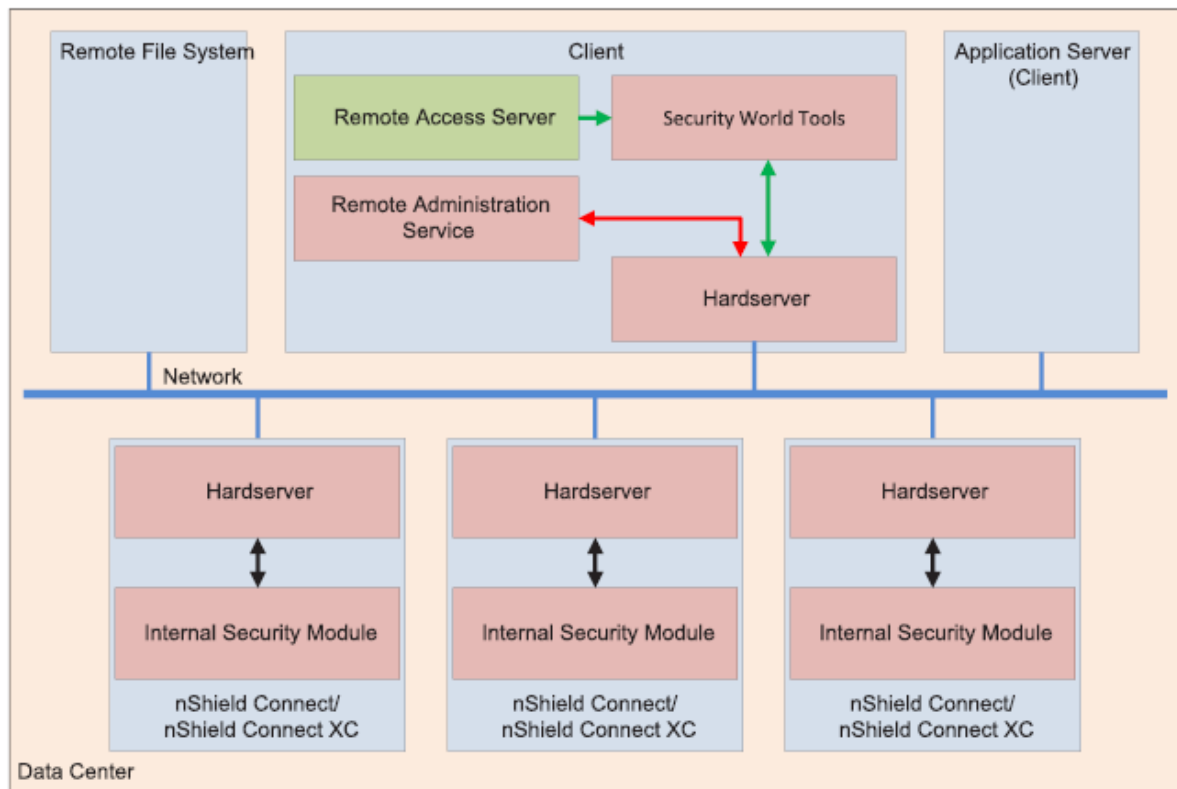 Remote File System
Client
Application Server
(Client)
Remote Access Server
Security World Tools
Remote Administration
Service
Hardserver
Network
Hardserver
Hardserver
Hardserver
Internal Security Module
Internal Security Module
Internal Security Module
nShield Connect/
nShield Connect XC
nShield Connect/
nShield Connect XC
nShield Connect/
nShield Connect XC
Data Center